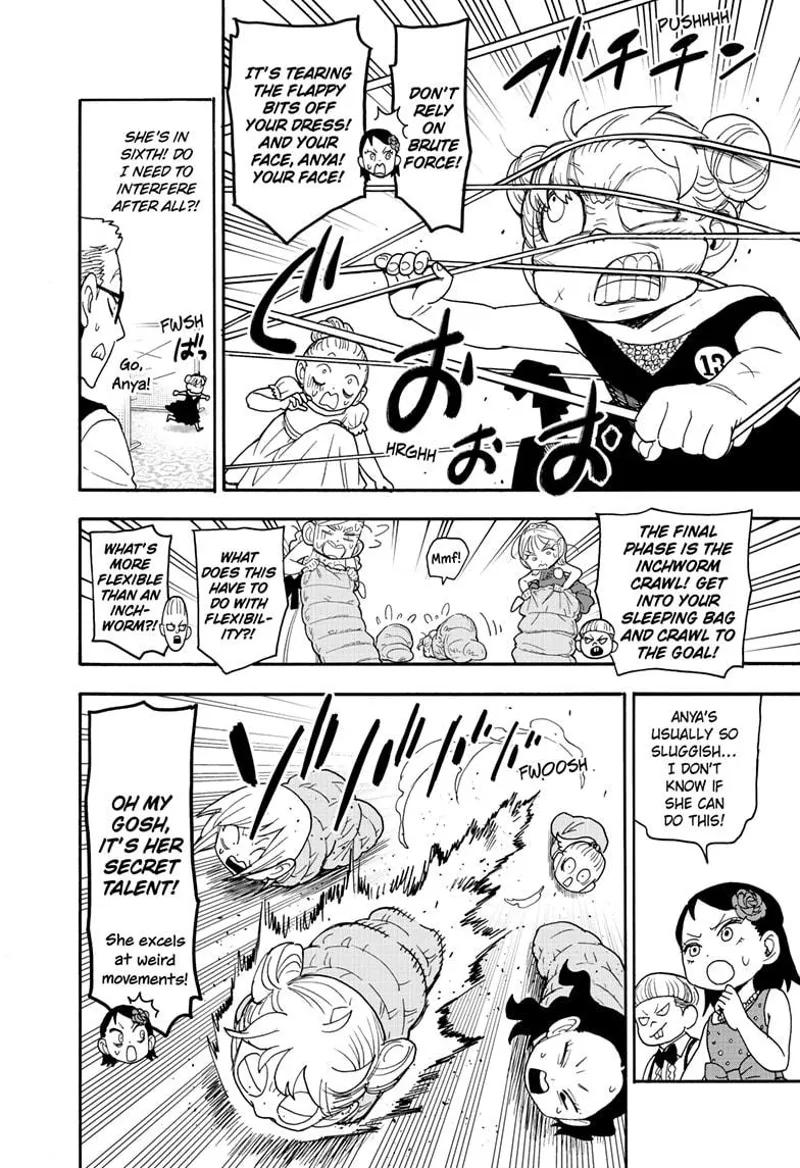 PUSHHHH
ブチチン
DON'T
RELY
ON
BRUTE
FORCE!
IT'S TEARING
THE FLAPPY
BITS OFF
YOUR DRESS!
AND YOUR
FACE, ANYA!
YOUR FACE!
13
ぐおおお
HRGHH
SHE'S IN
SIXTH! DO
I NEED TO
INTERFERE
AFTER ALL?!
FWSH
ばっ
Go,
Anya!
THE FINAL
PHASE IS THE
INCHWORM
CRAWL! GET
INTO YOUR
SLEEPING BAG
AND CRAWL TO
THE GOAL!
Mmf!
WHAT
DOES THIS
HAVE TO
DO WITH
FLEXIBIL-
ITY?!
WHAT'S
MORE
FLEXIBLE
THAN AN
INCH-
WORM?!
ANYA'S
USUALLY SO
SLUGGISH...
I DON'T
KNOW IF
SHE CAN
DO THIS!
FWOOSH
OH MY
GOSH,
IT'S HER
SECRET
TALENT!
She excels
at weird
movements!